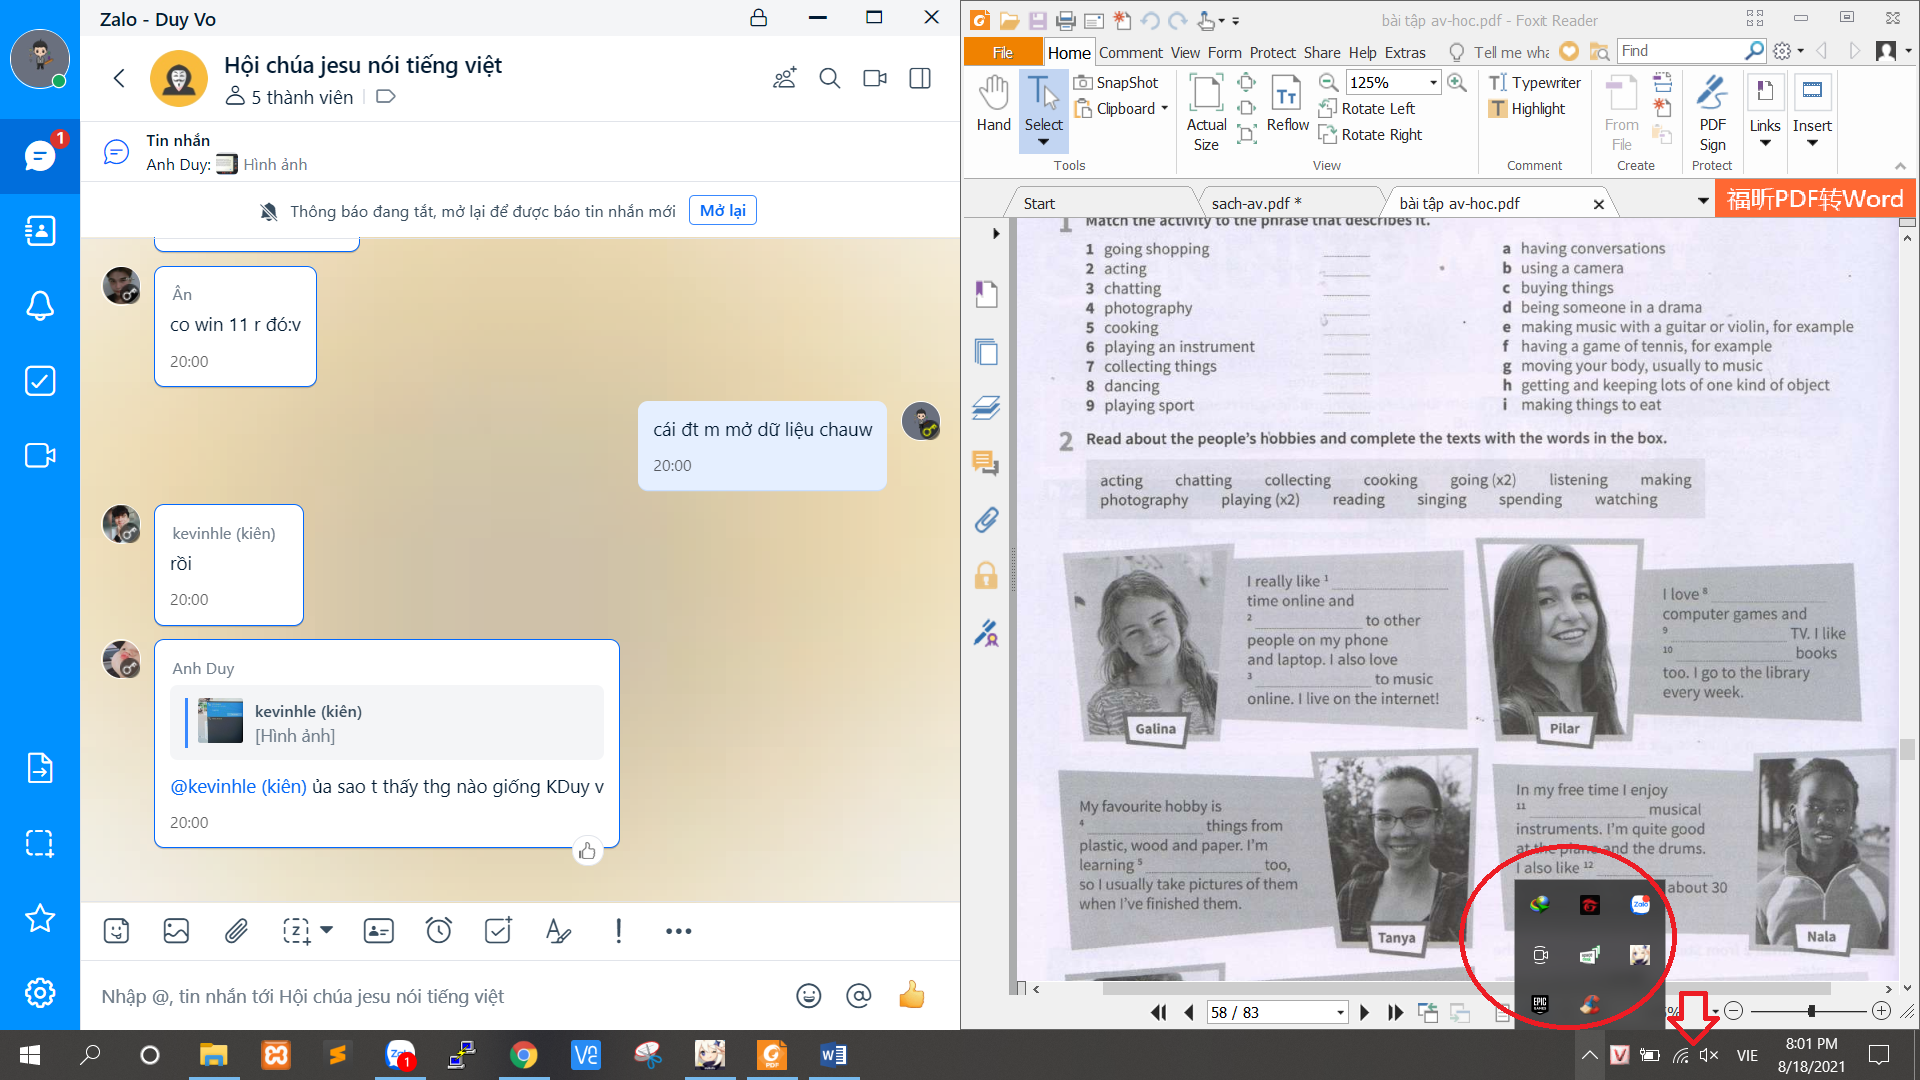 Zalo - Duy Vo
Hội chúa jesu nói tiếng việt
5 thành viên
1
Tin nhắn
Anh Duy: Hình ảnh
Thông báo đang tắt, mở lại để được báo tin nhắn mới
Mở lại
Ân
co win 11 r đó:v
20:00
cái đt m mở dữ liệu chauw
20:00
kevinhle (kiên)
rồi
20:00
Anh Duy
kevinhle (kiên)
[Hình ảnh]
@kevinhle (kiên) ủa sao t thấy thg nào giống KDuy v
20:00
Nhập @, tin nhắn tới Hội chúa jesu nói tiếng việt
bài tập av-hoc.pdf - Foxit Reader
File Home Comment View Form Protect Share Help Extras Tell me wha Find
Hand
Select
SnapShot
Clipboard
Tools
Actual Size
Reflow
125%
Rotate Left
Rotate Right
View
Typewriter
Highlight
Comment
From File
Create
PDF Sign
Protect
Links
Insert
Start
sach-av.pdf *
bài tập av-hoc.pdf
福昕PDF转Word
1 Match the activity to the phrase that describes it.
1 going shopping
2 acting
3 chatting
4 photography
5 cooking
6 playing an instrument
7 collecting things
8 dancing
9 playing sport
a having conversations
b using a camera
c buying things
d being someone in a drama
e making music with a guitar or violin, for example
f having a game of tennis, for example
g moving your body, usually to music
h getting and keeping lots of one kind of object
i making things to eat
2 Read about the people's hobbies and complete the texts with the words in the box.
acting chatting collecting cooking going (x2) listening making
photography playing (x2) reading singing spending watching
I really like 1
time online and
2 to other
people on my phone
and laptop. I also love
3 to music
online. I live on the internet!
Galina
I love 8
computer games and
9 TV. I like
10 books
too. I go to the library
every week.
Pilar
My favourite hobby is
4 things from
plastic, wood and paper. I'm
learning 5 too,
so I usually take pictures of them
when I've finished them.
Tanya
In my free time I enjoy
11 musical
instruments. I'm quite good
at the piano and the drums.
I also like 12
about 30
Nala
Zalo
EPIC GAMES
58 / 83
VIE
8:01 PM
8/18/2021